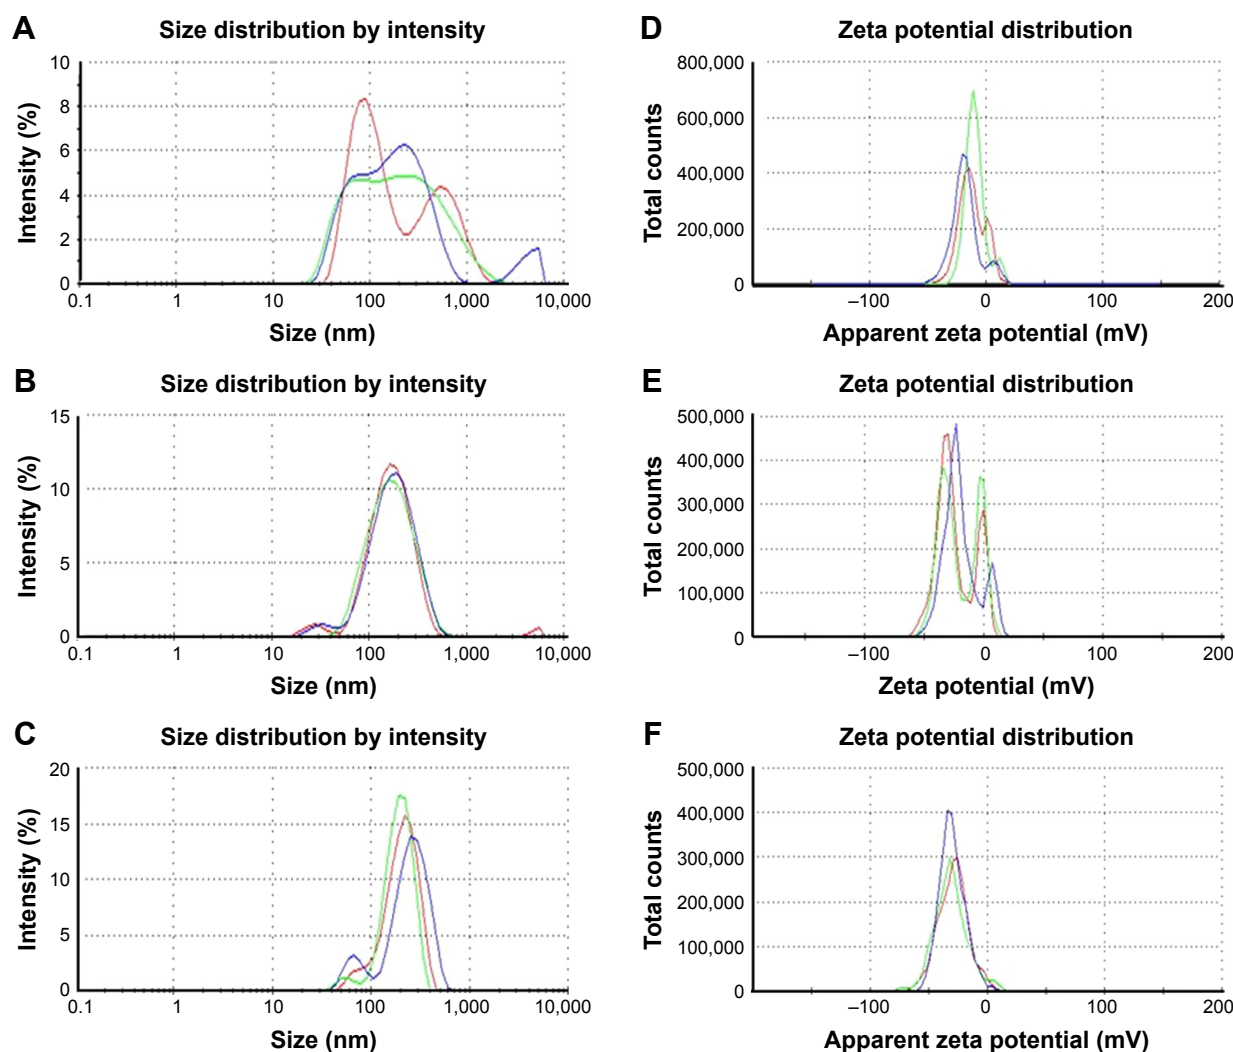 A Size distribution by intensity
Intensity (%)
10
8
6
4
2
0
0.1 1 10 100 1,000 10,000
Size (nm)
D Zeta potential distribution
Total counts
800,000
600,000
400,000
200,000
0
–100 0 100 200
Apparent zeta potential (mV)
B Size distribution by intensity
Intensity (%)
15
10
5
0
0.1 1 10 100 1,000 10,000
Size (nm)
E Zeta potential distribution
Total counts
500,000
400,000
300,000
200,000
100,000
0
–100 0 100 200
Zeta potential (mV)
C Size distribution by intensity
Intensity (%)
20
15
10
5
0
0.1 1 10 100 1,000 10,000
Size (nm)
F Zeta potential distribution
Total counts
500,000
400,000
300,000
200,000
100,000
0
–100 0 100 200
Apparent zeta potential (mV)